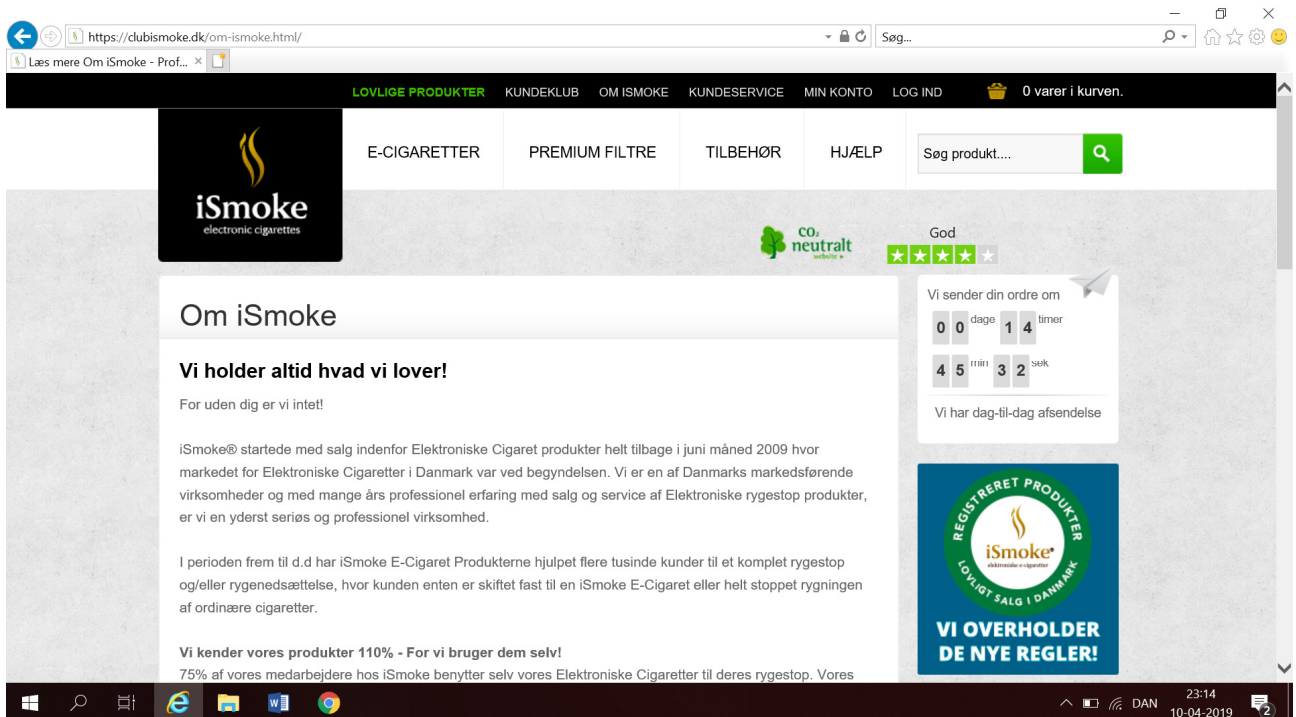 https://clubismoke.dk/om-ismoke.html/
Søg...
Læs mere Om iSmoke - Prof...
LOVLIGE PRODUKTER KUNDEKLUB OM ISMOKE KUNDESERVICE MIN KONTO LOG IND 0 varer i kurven.
E-CIGARETTER PREMIUM FILTRE TILBEHØR HJÆLP Søg produkt....
iSmoke
electronic cigarettes
CO₂
neutralt
website
God
Om iSmoke
Vi holder altid hvad vi lover!
For uden dig er vi intet!
iSmoke® startede med salg indenfor Elektroniske Cigaret produkter helt tilbage i juni måned 2009 hvor
markedet for Elektroniske Cigaretter i Danmark var ved begyndelsen. Vi er en af Danmarks markedsførende
virksomheder og med mange års professionel erfaring med salg og service af Elektroniske rygestop produkter,
er vi en yderst seriøs og professionel virksomhed.
I perioden frem til d.d har iSmoke E-Cigaret Produkterne hjulpet flere tusinde kunder til et komplet rygestop
og/eller rygenedsættelse, hvor kunden enten er skiftet fast til en iSmoke E-Cigaret eller helt stoppet rygningen
af ordinære cigaretter.
Vi kender vores produkter 110% - For vi bruger dem selv!
75% af vores medarbejdere hos iSmoke benytter selv vores Elektroniske Cigaretter til deres rygestop. Vores
Vi sender din ordre om
0 0 dage 1 4 timer
4 5 min 3 2 sek
Vi har dag-til-dag afsendelse
REGISTRERET PRODUKTER
iSmoke®
elektroniske e-cigaretter
LOVLIGT SALG I DANMARK
VI OVERHOLDER
DE NYE REGLER!
DAN
23:14
10-04-2019
2